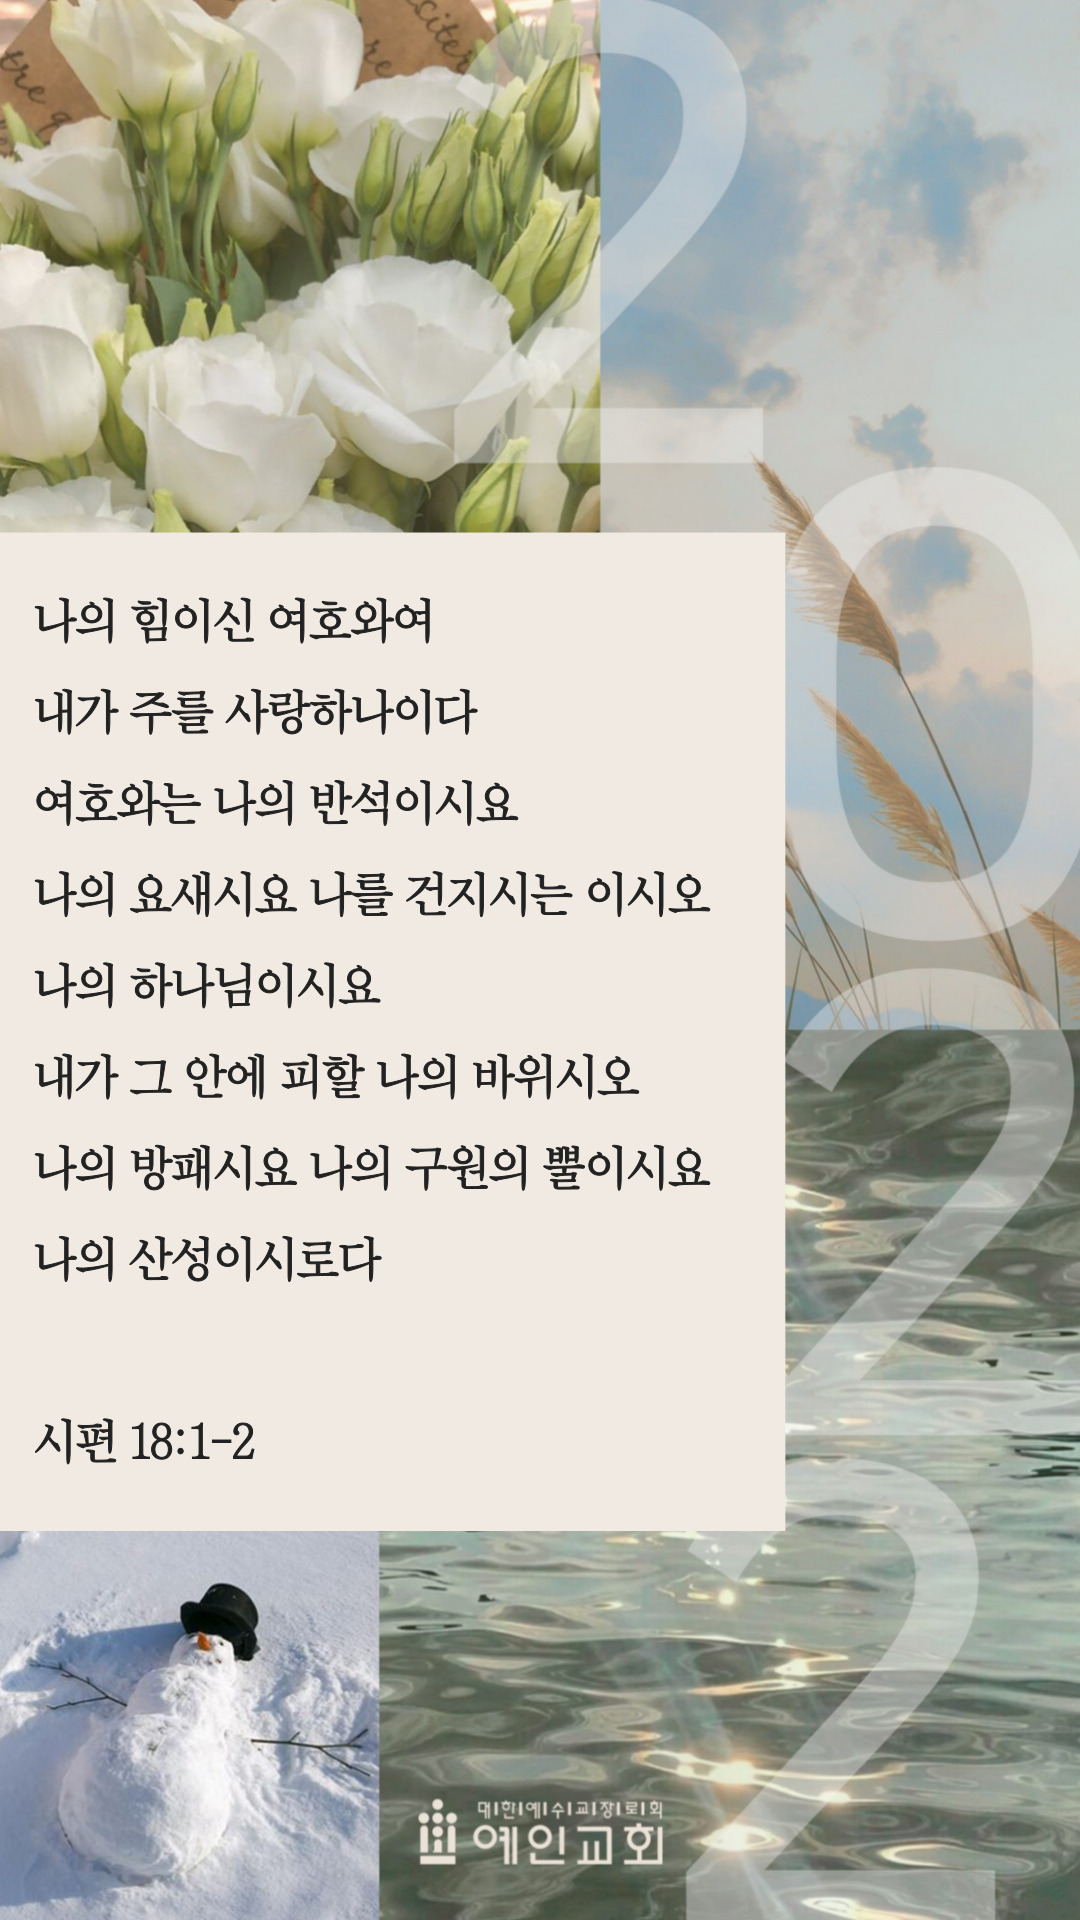 2
0
2
2
나의 힘이신 여호와여
내가 주를 사랑하나이다
여호와는 나의 반석이시요
나의 요새시요 나를 건지시는 이시오
나의 하나님이시요
내가 그 안에 피할 나의 바위시오
나의 방패시요 나의 구원의 뿔이시요
나의 산성이시로다
시편 18:1-2
대한예수교장로회
예인교회